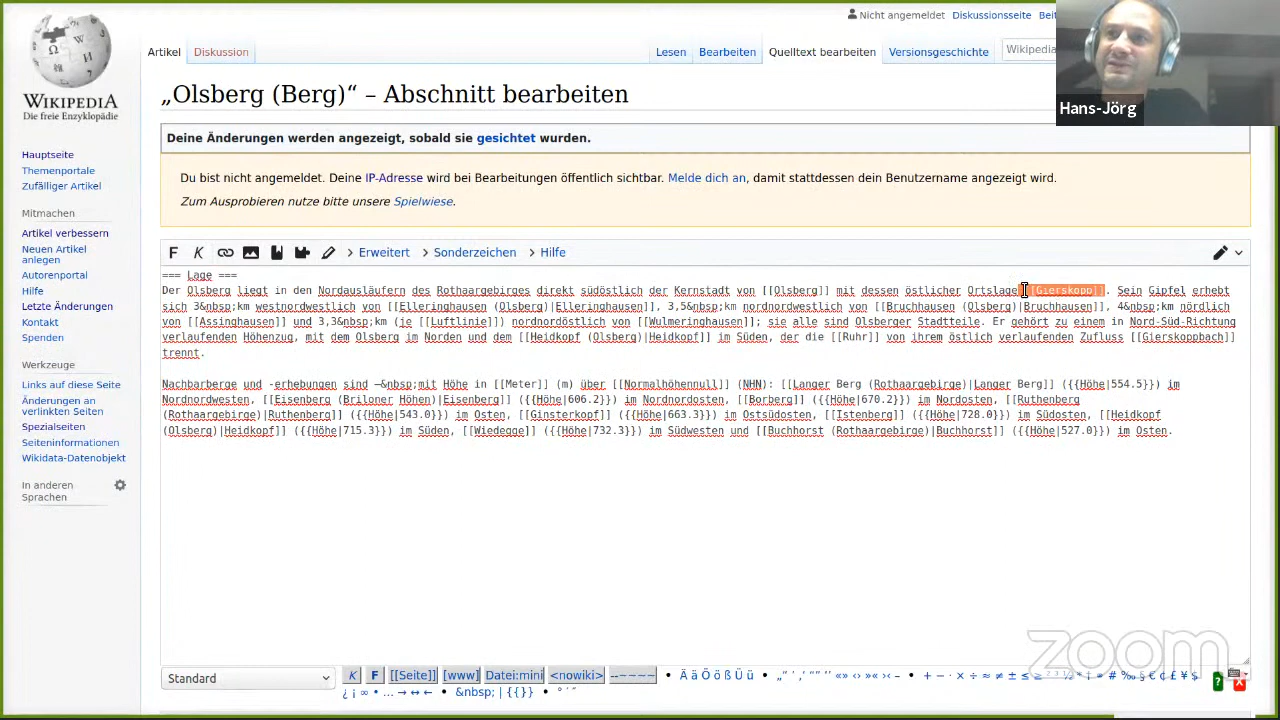 Nicht angemeldet Diskussionsseite
Artikel Diskussion Lesen Bearbeiten Quelltext bearbeiten Versionsgeschichte
Hans-Jörg
WIKIPEDIA
Die freie Enzyklopädie
„Olsberg (Berg)“ – Abschnitt bearbeiten
Deine Änderungen werden angezeigt, sobald sie gesichtet wurden.
Du bist nicht angemeldet. Deine IP-Adresse wird bei Bearbeitungen öffentlich sichtbar. Melde dich an, damit stattdessen dein Benutzername angezeigt wird.
Zum Ausprobieren nutze bitte unsere Spielwiese.
Hauptseite
Themenportale
Zufälliger Artikel
Mitmachen
Artikel verbessern
Neuen Artikel
anlegen
Autorenportal
Hilfe
Letzte Änderungen
Kontakt
Spenden
Werkzeuge
Links auf diese Seite
Änderungen an
verlinkten Seiten
Spezialseiten
Seiteninformationen
Wikidata-Datenobjekt
In anderen
Sprachen
F K Erweitert Sonderzeichen Hilfe
=== Lage ===
Der Olsberg liegt in den Nordausläufern des Rothaargebirges direkt südöstlich der Kernstadt von [[Olsberg]] mit dessen östlicher Ortslage [[Gierskopp]]. Sein Gipfel erhebt
sich 3&nbsp;km westnordwestlich von [[Elleringhausen (Olsberg)|Elleringhausen]], 3,5&nbsp;km nordnordwestlich von [[Bruchhausen (Olsberg)|Bruchhausen]], 4&nbsp;km nördlich
von [[Assinghausen]] und 3,3&nbsp;km (je [[Luftlinie]]) nordnordöstlich von [[Wulmeringhausen]]; sie alle sind Olsberger Stadtteile. Er gehört zu einem in Nord-Süd-Richtung
verlaufenden Höhenzug, mit dem Olsberg im Norden und dem [[Heidkopf (Olsberg)|Heidkopf]] im Süden, der die [[Ruhr]] von ihrem östlich verlaufenden Zufluss [[Gierskoppbach]]
trennt.
Nachbarberge und -erhebungen sind –&nbsp;mit Höhe in [[Meter]] (m) über [[Normalhöhennull]] (NHN): [[Langer Berg (Rothaargebirge)|Langer Berg]] ({{Höhe|554.5}}) im
Nordnordwesten, [[Eisenberg (Briloner Höhen)|Eisenberg]] ({{Höhe|606.2}}) im Nordnordosten, [[Borberg]] ({{Höhe|670.2}}) im Nordosten, [[Ruthenberg
(Rothaargebirge)|Ruthenberg]] ({{Höhe|543.0}}) im Osten, [[Ginsterkopf]] ({{Höhe|663.3}}) im Ostsüdosten, [[Istenberg]] ({{Höhe|728.0}}) im Südosten, [[Heidkopf
(Olsberg)|Heidkopf]] ({{Höhe|715.3}}) im Süden, [[Wiedegge]] ({{Höhe|732.3}}) im Südwesten und [[Buchhorst (Rothaargebirge)|Buchhorst]] ({{Höhe|527.0}}) im Osten.
zoom
Standard K F [[Seite]] [www] Datei:mini <nowiki> --~~~~ • Ä ä Ö ö ß Ü ü •
&nbsp; | {{}} •